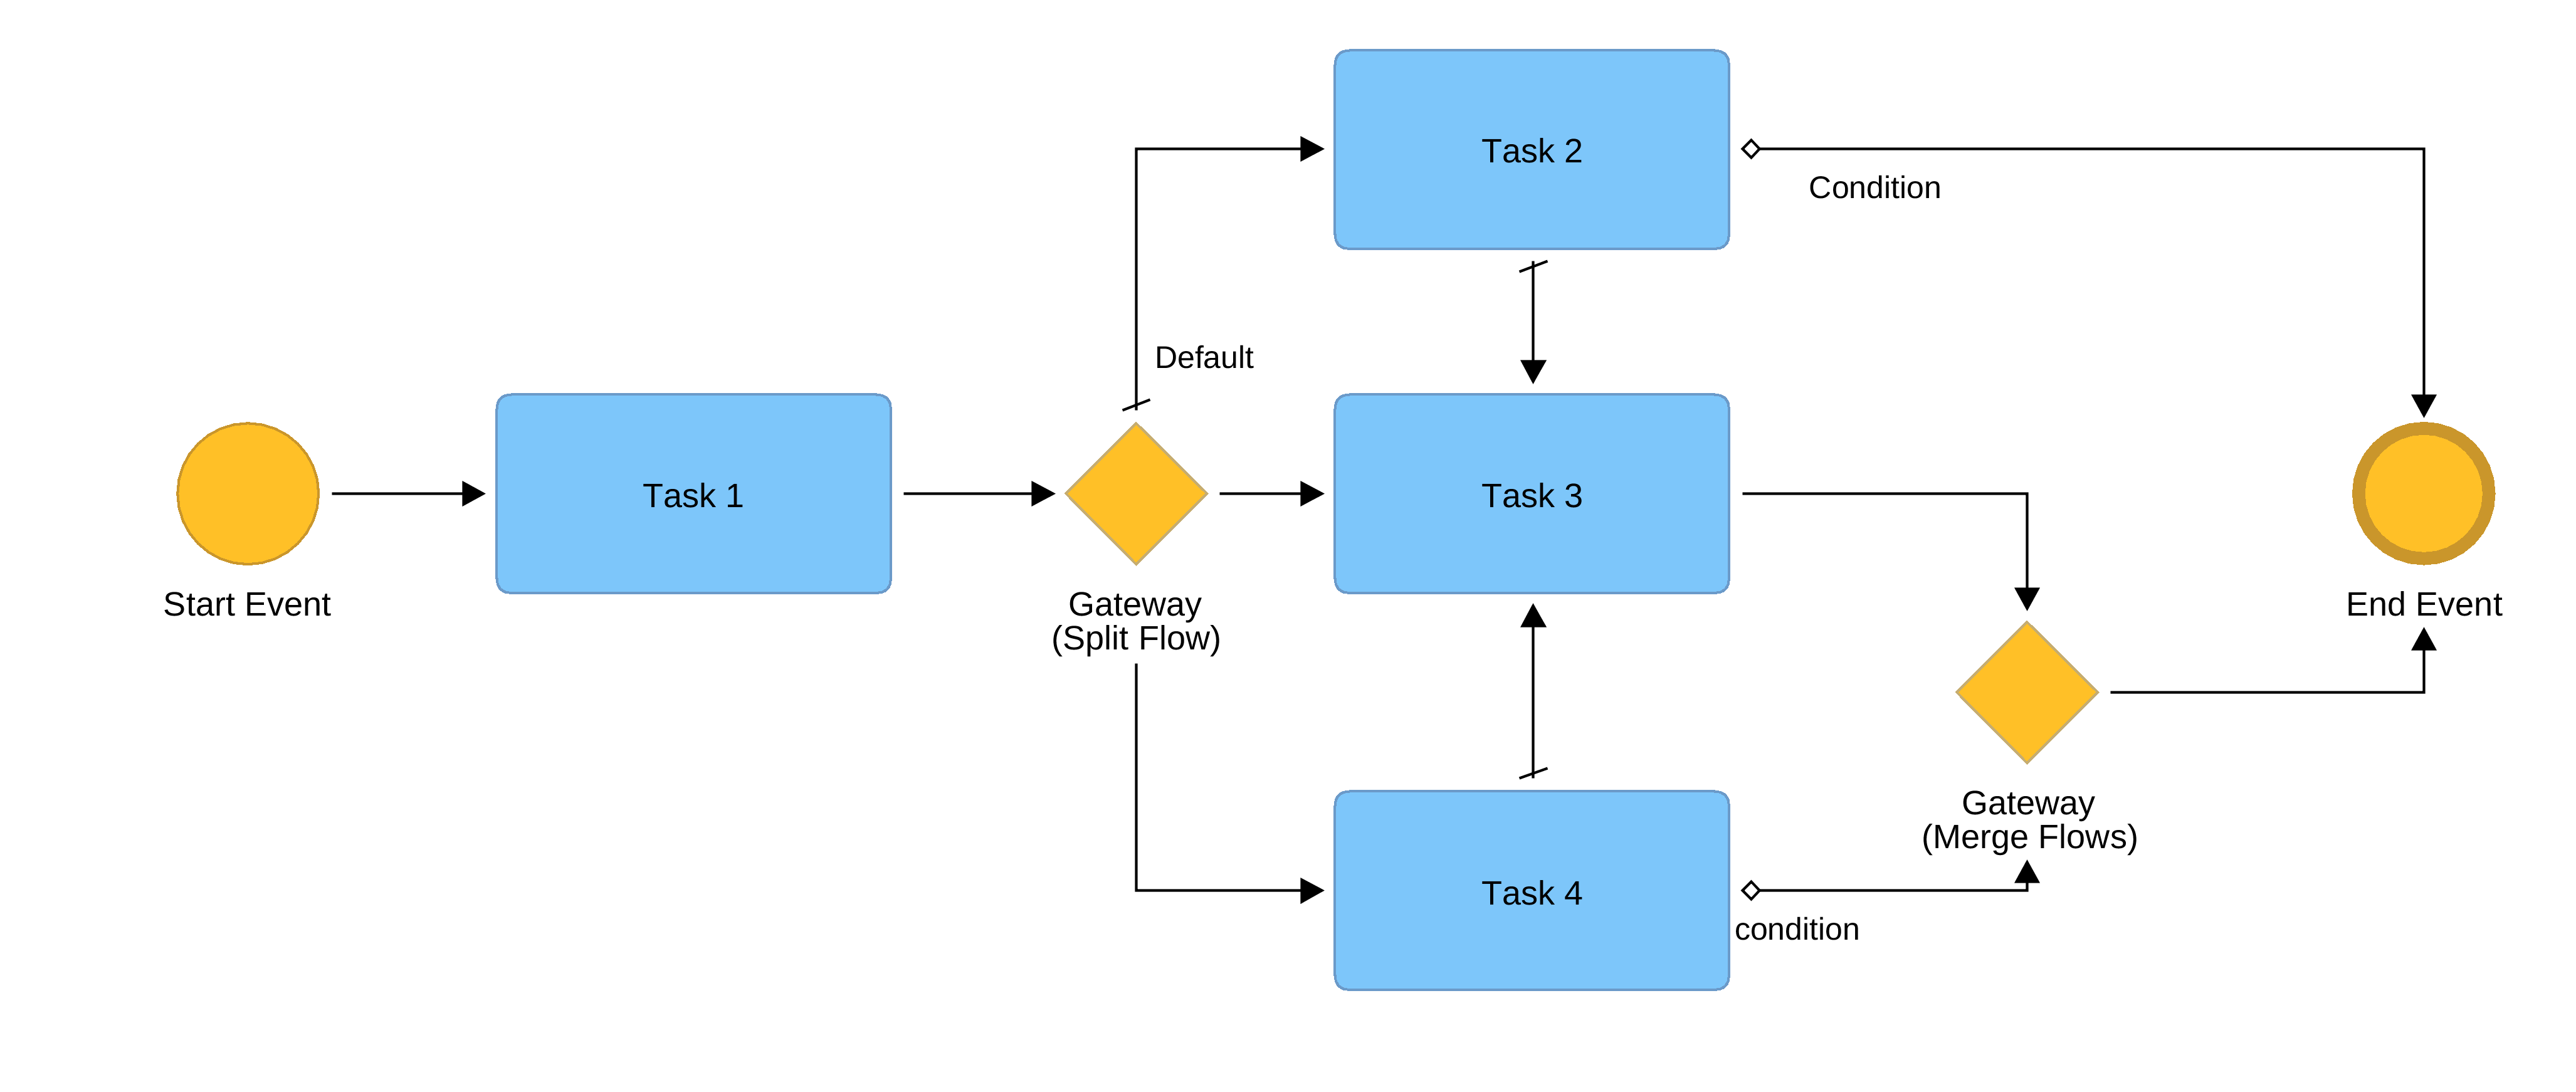 Task 2
Condition
Default
Task 1
Task 3
Start Event
Gateway
(Split Flow)
End Event
Gateway
(Merge Flows)
Task 4
condition